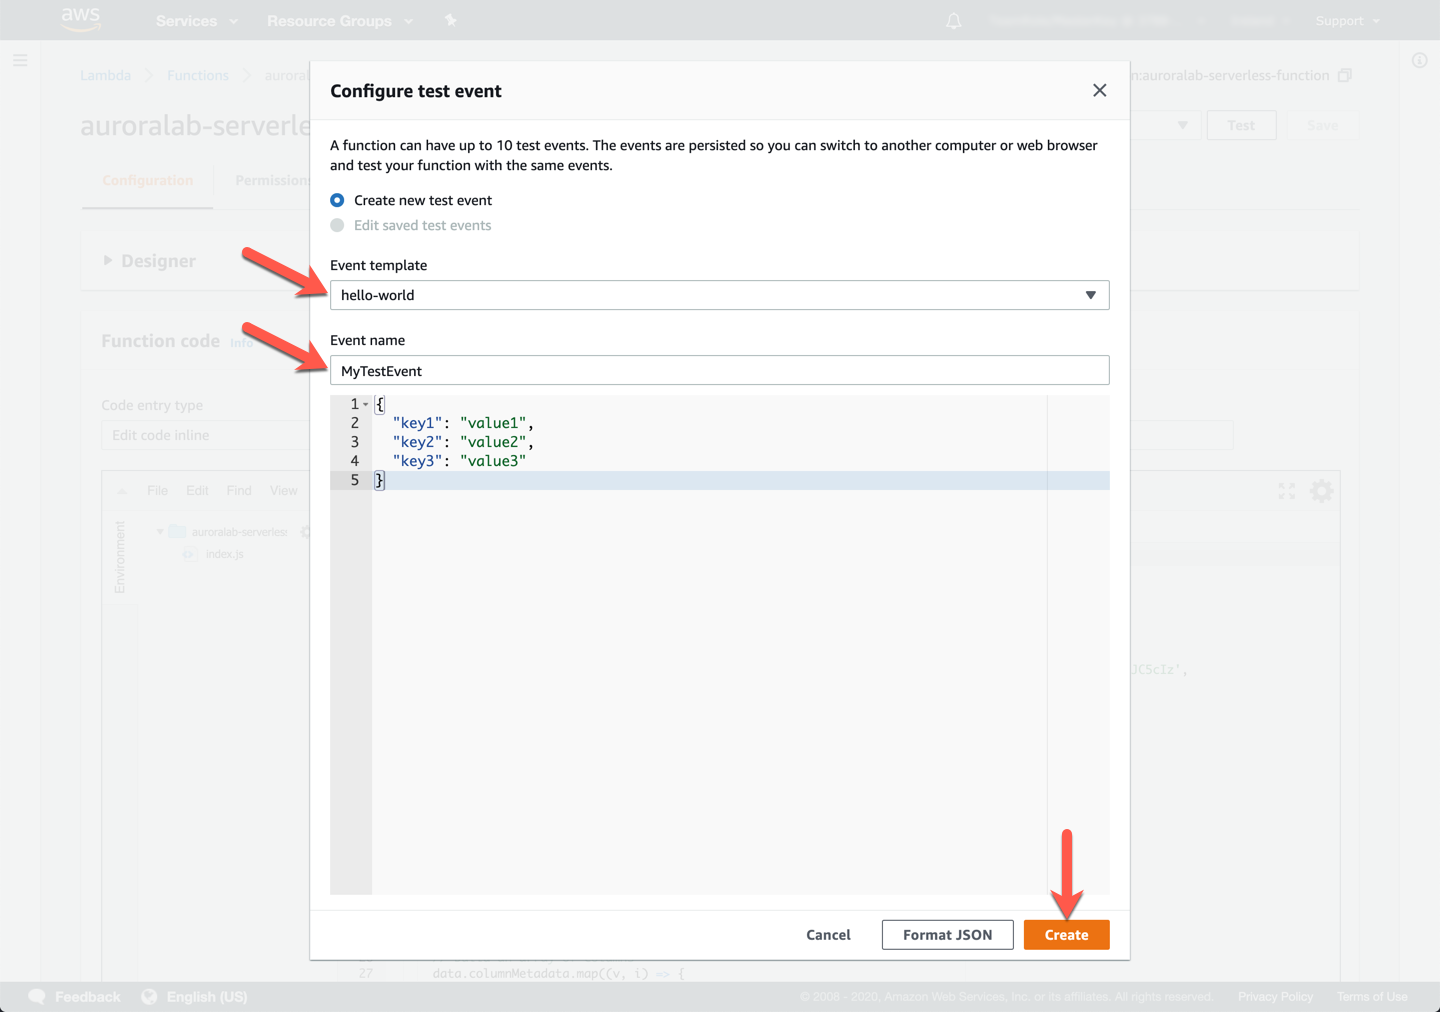 aws
Services
Resource Groups
Support
Lambda
Functions
n:auroralab-serverless-function
Test
Save
Configuration
Designer
Function code
Info
Code entry type
Edit code inline
File Edit Find View
Environment
index.js
JCScIz',
Configure test event
A function can have up to 10 test events. The events are persisted so you can switch to another computer or web browser
and test your function with the same events.
Create new test event
Edit saved test events
Event template
hello-world
Event name
MyTestEvent
1 {
2 "key1": "value1",
3 "key2": "value2",
4 "key3": "value3"
5 }
Cancel
Format JSON
Create
27 data.columnMetadata.map((v, i) => {
Feedback
English (US)
© 2008 - 2020, Amazon Web Services, Inc. or its affiliates. All rights reserved.
Privacy Policy
Terms of Use